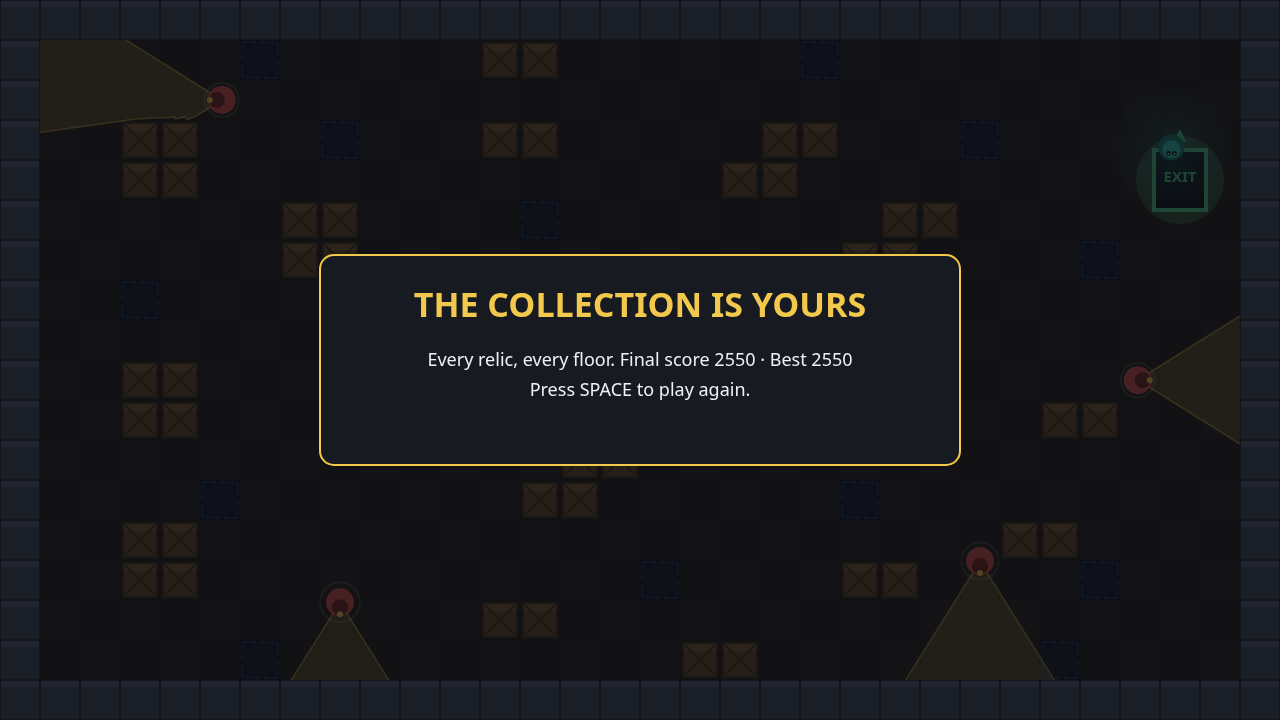 EXIT
THE COLLECTION IS YOURS
Every relic, every floor. Final score 2550 · Best 2550
Press SPACE to play again.